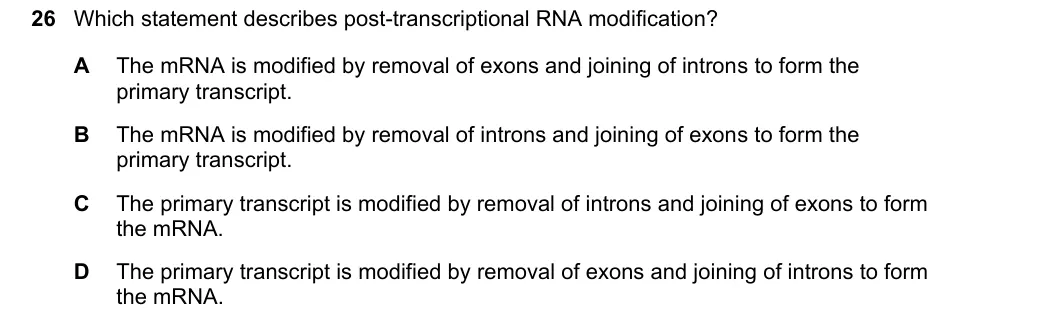 26 Which statement describes post-transcriptional RNA modification?
A The mRNA is modified by removal of exons and joining of introns to form the
primary transcript.
B The mRNA is modified by removal of introns and joining of exons to form the
primary transcript.
C The primary transcript is modified by removal of introns and joining of exons to form
the mRNA.
D The primary transcript is modified by removal of exons and joining of introns to form
the mRNA.